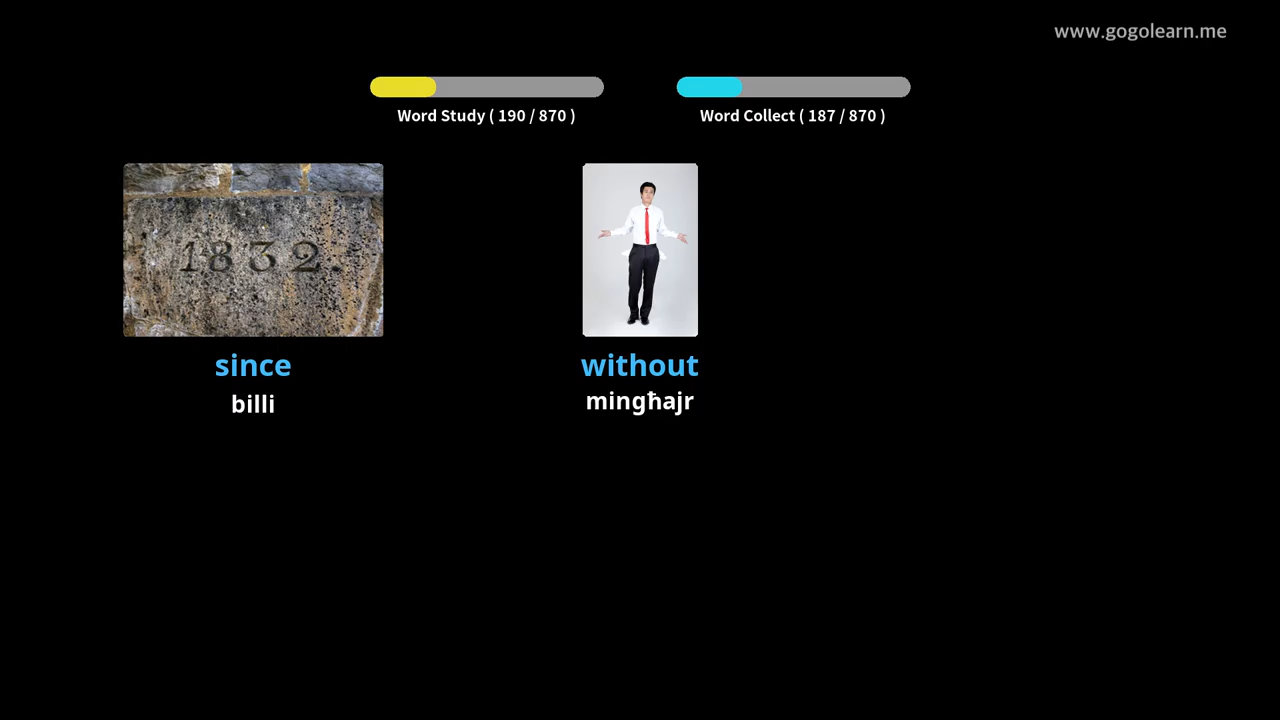 www.gogolearn.me
Word Study ( 190 / 870 )
Word Collect ( 187 / 870 )
1832.
since
billi
without
mingħajr